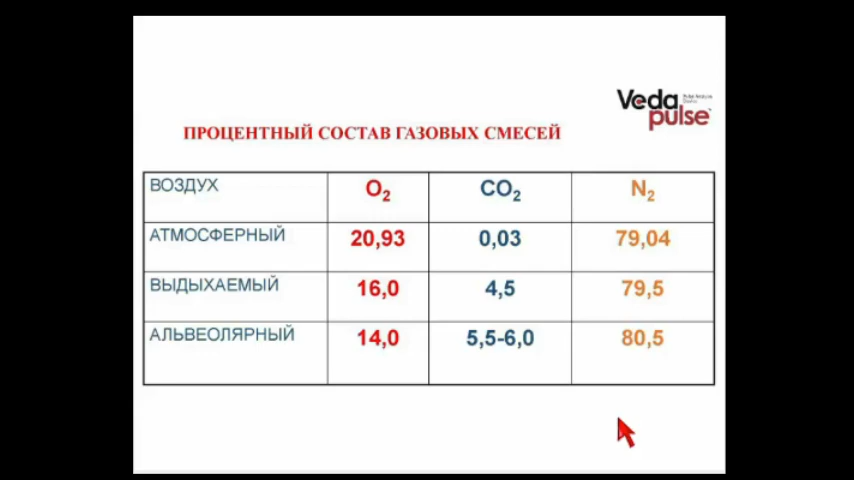 Veda
pulse
ПРОЦЕНТНЫЙ СОСТАВ ГАЗОВЫХ СМЕСЕЙ
ВОЗДУХ O₂ CO₂ N₂
АТМОСФЕРНЫЙ 20,93 0,03 79,04
ВЫДЫХАЕМЫЙ 16,0 4,5 79,5
АЛЬВЕОЛЯРНЫЙ 14,0 5,5-6,0 80,5